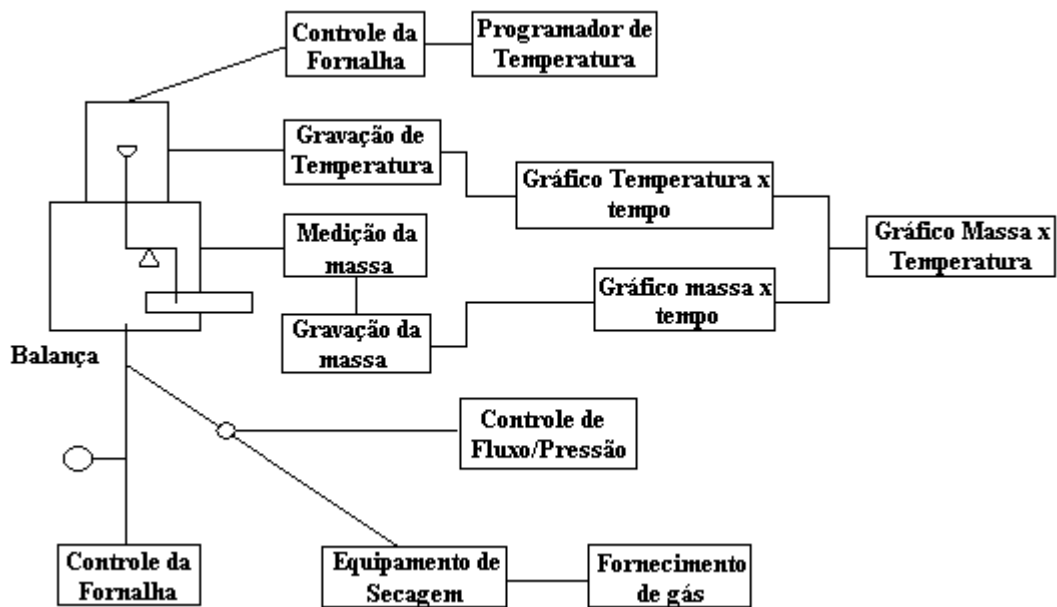 Controle da
Fornalha
Programador de
Temperatura
Gravação de
Temperatura
Gráfico Temperatura x
tempo
Medição da
massa
Gráfico Massa x
Temperatura
Gráfico massa x
tempo
Gravação da
massa
Balança
Controle de
Fluxo/Pressão
Controle da
Fornalha
Equipamento de
Secagem
Fornecimento
de gás